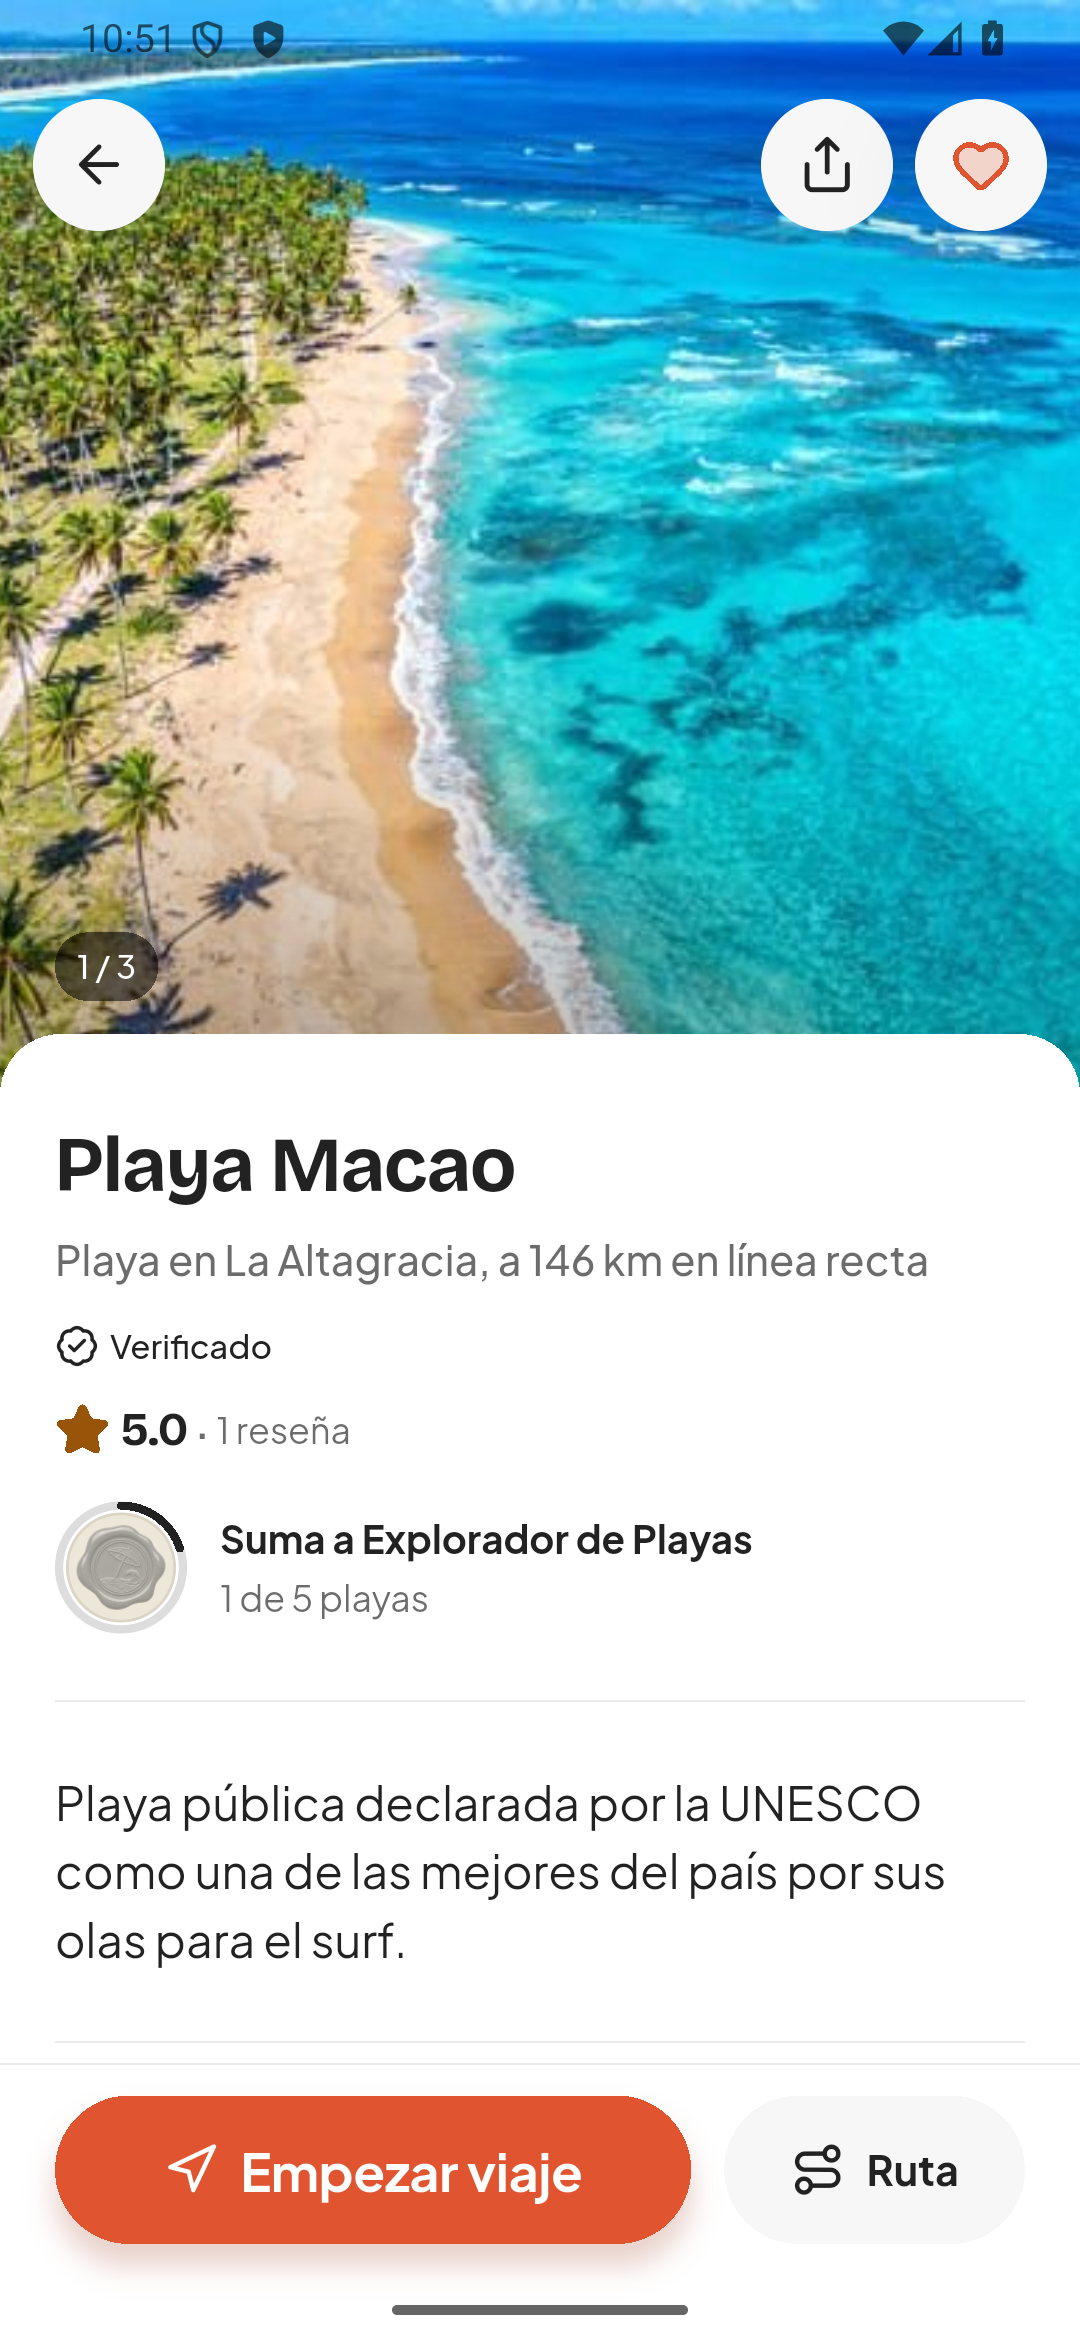 10:51
1 / 3
Playa Macao
Playa en La Altagracia, a 146 km en línea recta
Verificado
5.0 · 1 reseña
Suma a Explorador de Playas
1 de 5 playas
Playa pública declarada por la UNESCO
como una de las mejores del país por sus
olas para el surf.
Empezar viaje
Ruta